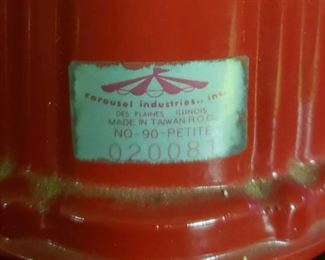 carousel industries., inc.
DES PLAINES ILLINOIS
MADE IN TAIWAN R.O.C.
NO-90-PETITE
020081